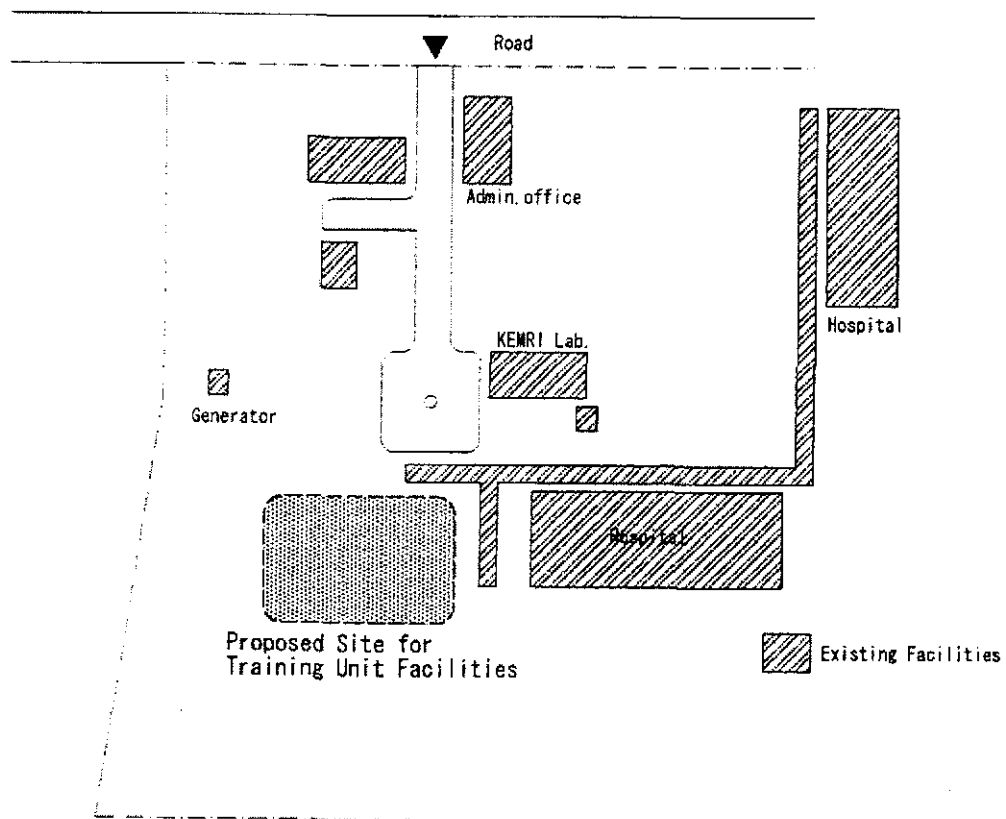 Road
Admin. office
Hospital
KEMRI Lab.
Generator
Hospital
Proposed Site for
Training Unit Facilities
Existing Facilities